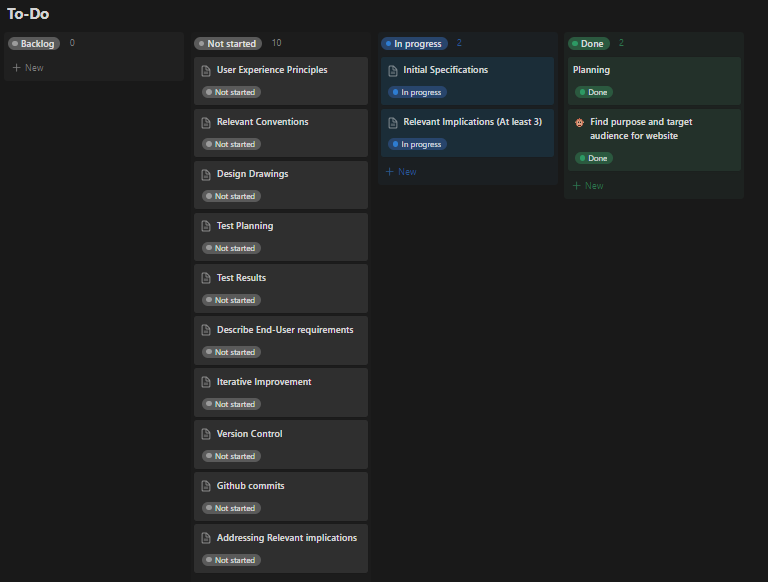 To-Do
Backlog 0
+ New
Not started 10
User Experience Principles
Not started
Relevant Conventions
Not started
Design Drawings
Not started
Test Planning
Not started
Test Results
Not started
Describe End-User requirements
Not started
Iterative Improvement
Not started
Version Control
Not started
Github commits
Not started
Addressing Relevant implications
Not started
In progress 2
Initial Specifications
In progress
Relevant Implications (At least 3)
In progress
+ New
Done 2
Planning
Done
Find purpose and target
audience for website
Done
+ New